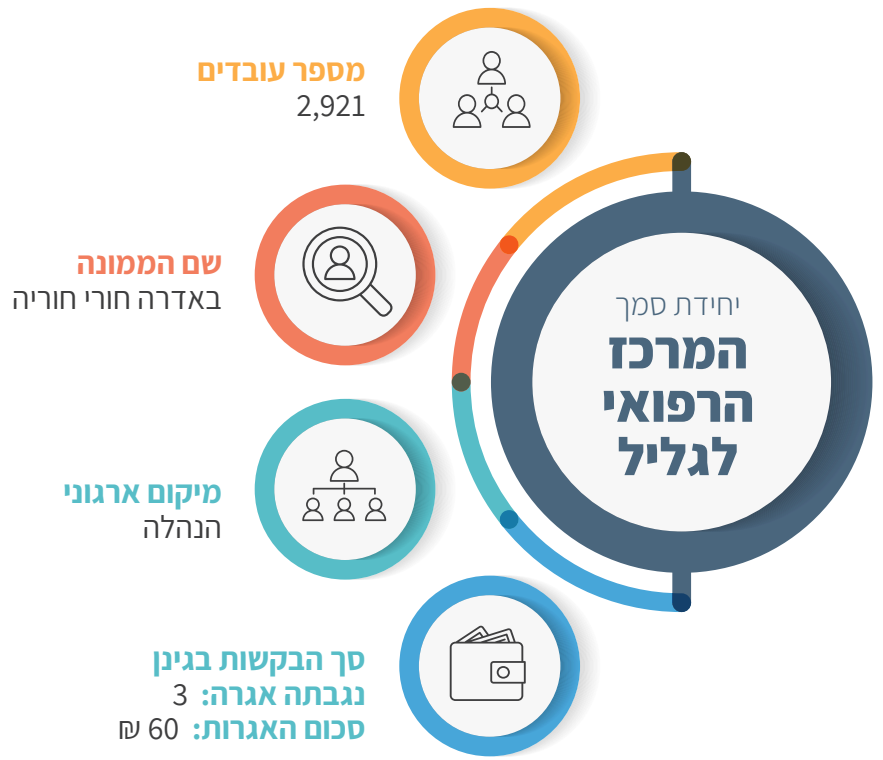 יחידת סמך
המרכז
הרפואי
לגליל
מספר עובדים
2,921
שם הממונה
באדרה חורי חוריה
מיקום ארגוני
הנהלה
סך הבקשות בגינן
נגבתה אגרה: 3
סכום האגרות: 60 ₪